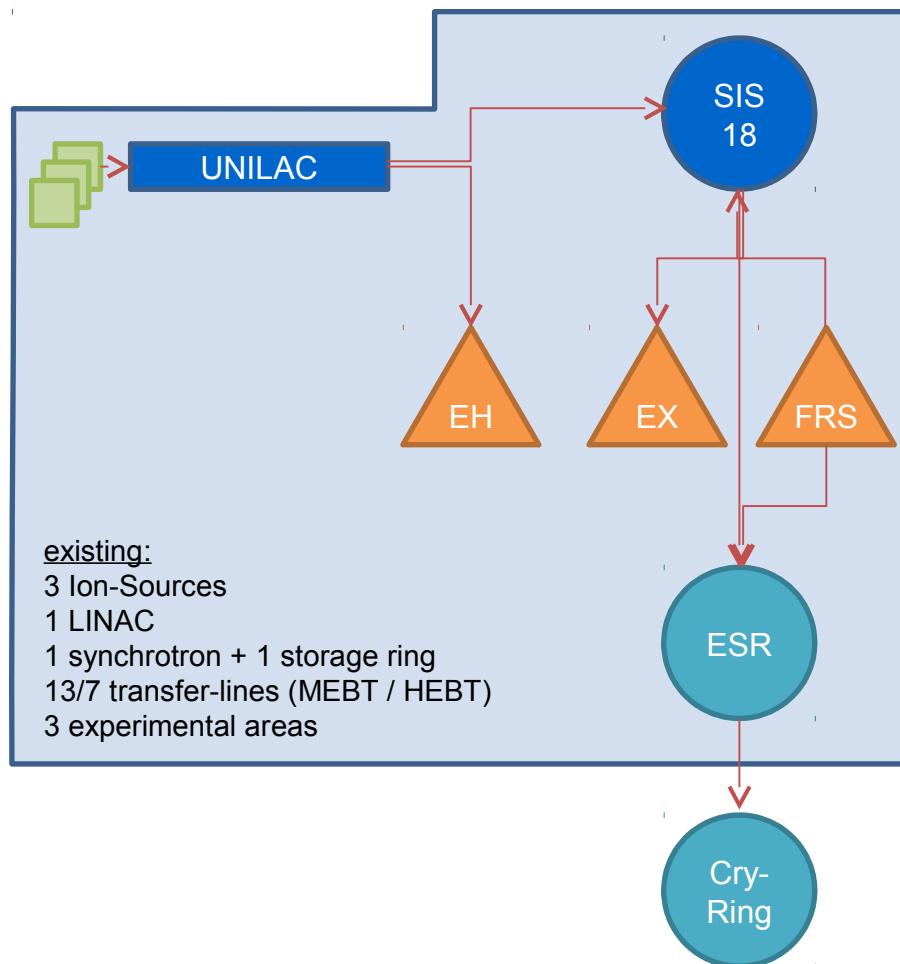 SIS
18
UNILAC
EH
EX
FRS
existing:
3 Ion-Sources
1 LINAC
1 synchrotron + 1 storage ring
13/7 transfer-lines (MEBT / HEBT)
3 experimental areas
ESR
Cry-
Ring